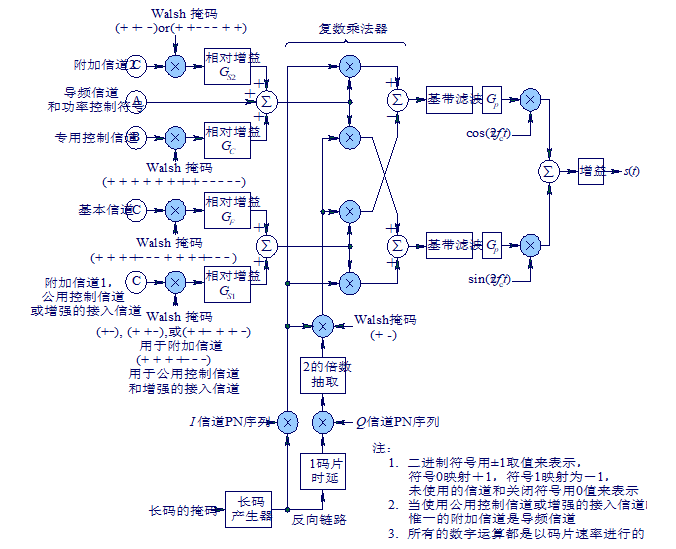 Walsh 掩码
(+ + - )or(+ + - - - + +)
复数乘法器
附加信道2
C
相对增益
G_S2
导频信道
和功率控制符号
A
Σ
基带滤波
G_p
cos(2πf_c t)
专用控制信道
B
相对增益
G_C
Walsh 掩码
(+ + + + + + + + - - - - - - - -)
Σ
增益
s(t)
基本信道
C
相对增益
G_F
Walsh 掩码
(+ + + + - - - - + + + + - - - -)
Σ
基带滤波
G_p
sin(2πf_c t)
附加信道1，
公用控制信道
或增强的接入信道
C
相对增益
G_S1
Walsh 掩码
(+ -), (+ + - -),或(+ + - - + + -)
用于附加信道
(+ + + + - - - -)
用于公用控制信道
和增强的接入信道
Walsh掩码
(+ -)
2的倍数
抽取
I 信道PN序列
Q信道PN序列
1码片
时延
长码的掩码
长码
产生器
反向链路
注：
1. 二进制符号用±1取值来表示，
符号0映射＋1，符号1映射为－1，
未使用的信道和关闭符号用0值来表示
2. 当使用公用控制信道或增强的接入信道时
惟一的附加信道是导频信道
3. 所有的数字运算都是以码片速率进行的